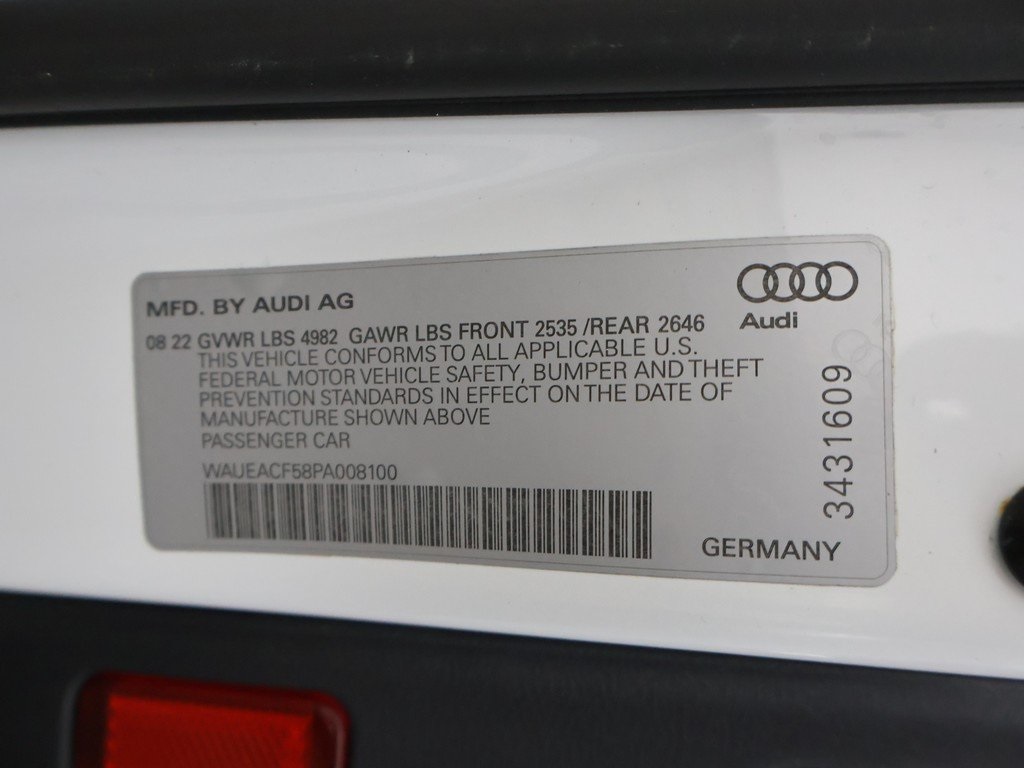 MFD. BY AUDI AG
Audi
08 22 GVWR LBS 4982 GAWR LBS FRONT 2535 /REAR 2646
THIS VEHICLE CONFORMS TO ALL APPLICABLE U.S.
FEDERAL MOTOR VEHICLE SAFETY, BUMPER AND THEFT
PREVENTION STANDARDS IN EFFECT ON THE DATE OF
MANUFACTURE SHOWN ABOVE
PASSENGER CAR
WAUEACF58PA008100
3431609
GERMANY